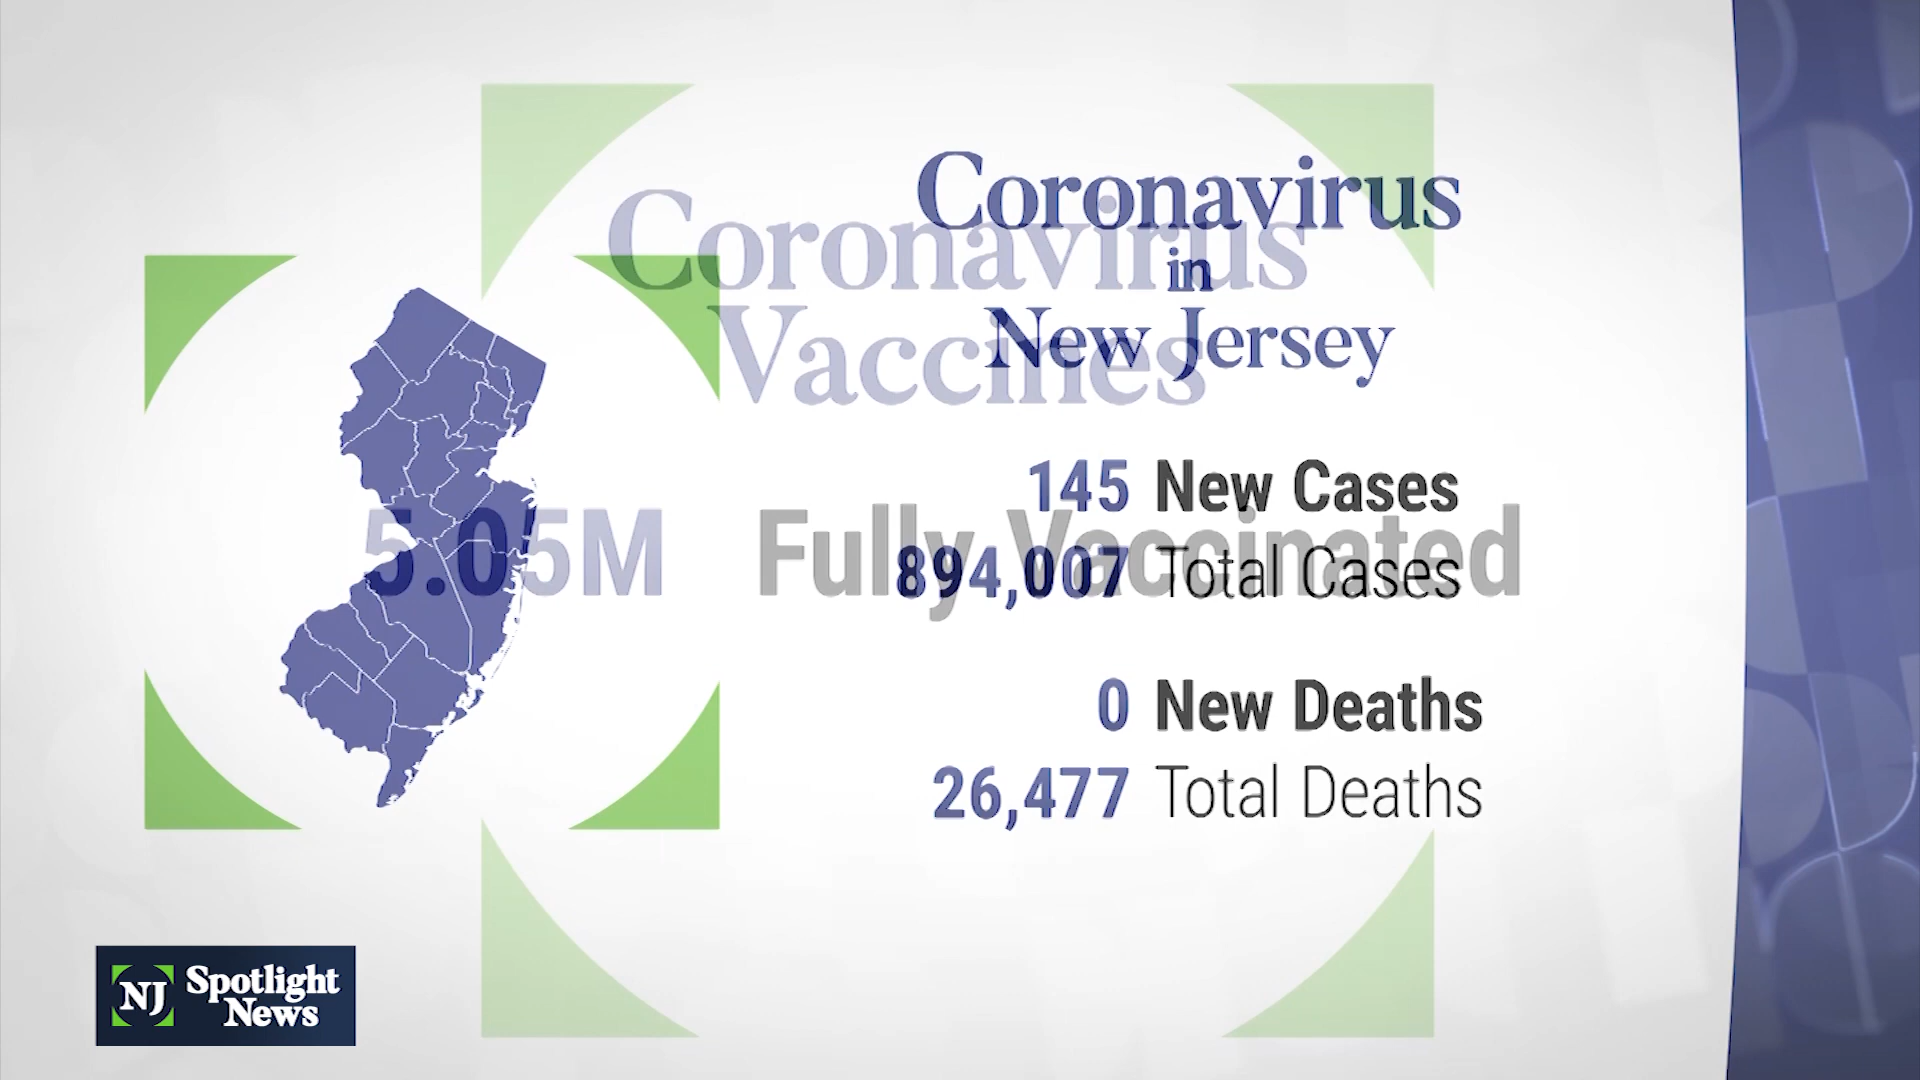 Coronavirus
in
New Jersey
145 New Cases
894,007 Total Cases
0 New Deaths
26,477 Total Deaths
Coronavirus
Vaccines
5.05M Fully Vaccinated
NJ Spotlight
News